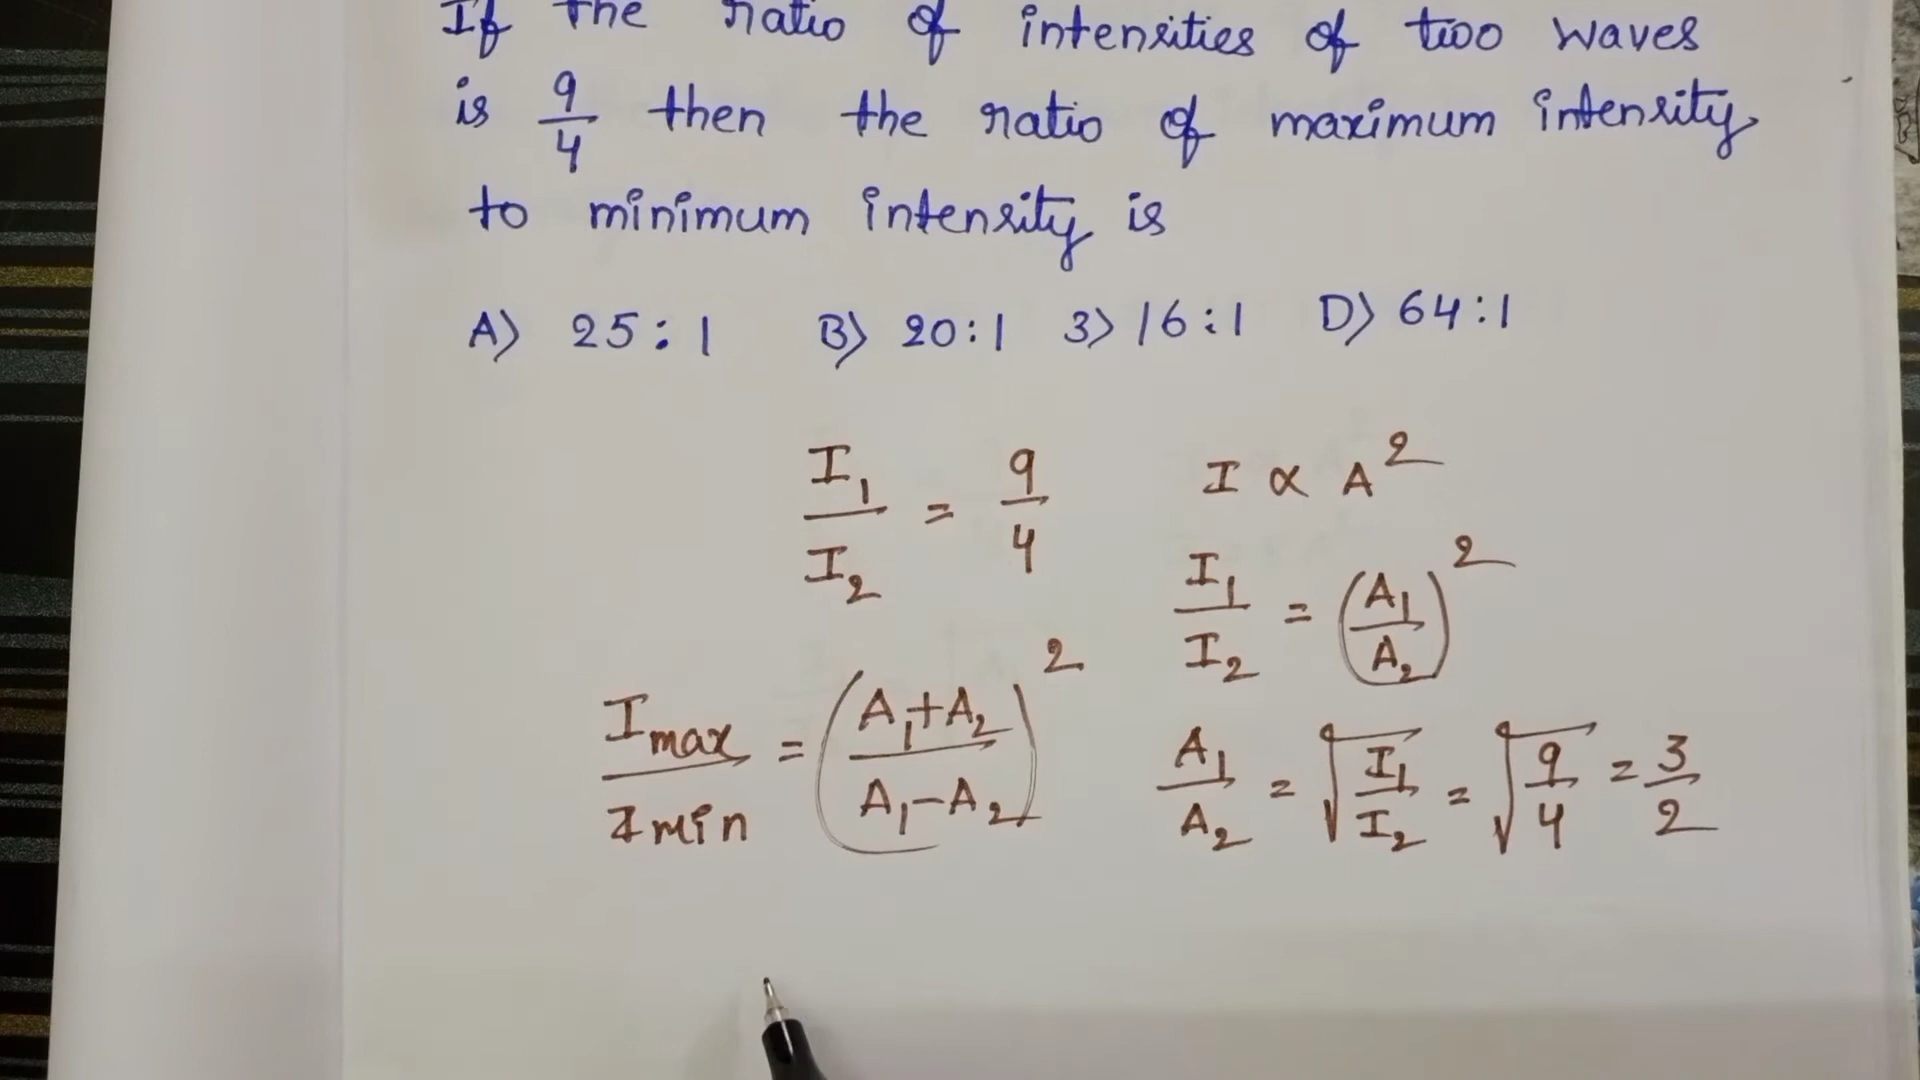 If the ratio of intensities of two waves
is 9/4 then the ratio of maximum intensity
to minimum intensity is
A) 25:1 B) 20:1 3) 16:1 D) 64:1
I₁/I₂ = 9/4 I ∝ A²
I₁/I₂ = (A₁/A₂)²
Imax/Imin = (A₁+A₂/A₁-A₂)² A₁/A₂ = √(I₁/I₂) = √(9/4) = 3/2